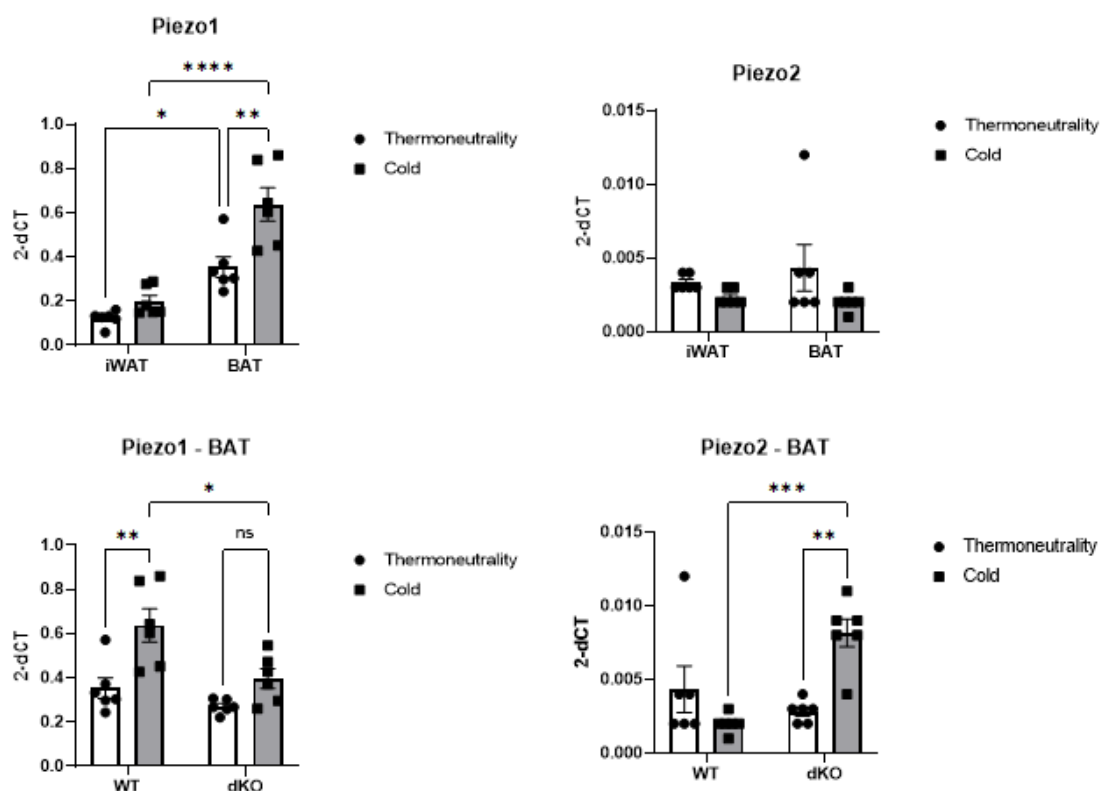 Piezo1
****
*
**
1.0
0.8
0.6
0.4
0.2
0.0
2-dCT
iWAT
BAT
Thermoneutrality
Cold
Piezo2
0.015
0.010
0.005
0.000
2-dCT
iWAT
BAT
Thermoneutrality
Cold
Piezo1 - BAT
*
**
ns
1.0
0.8
0.6
0.4
0.2
0.0
2-dCT
WT
dKO
Thermoneutrality
Cold
Piezo2 - BAT
***
**
0.015
0.010
0.005
0.000
2-dCT
WT
dKO
Thermoneutrality
Cold